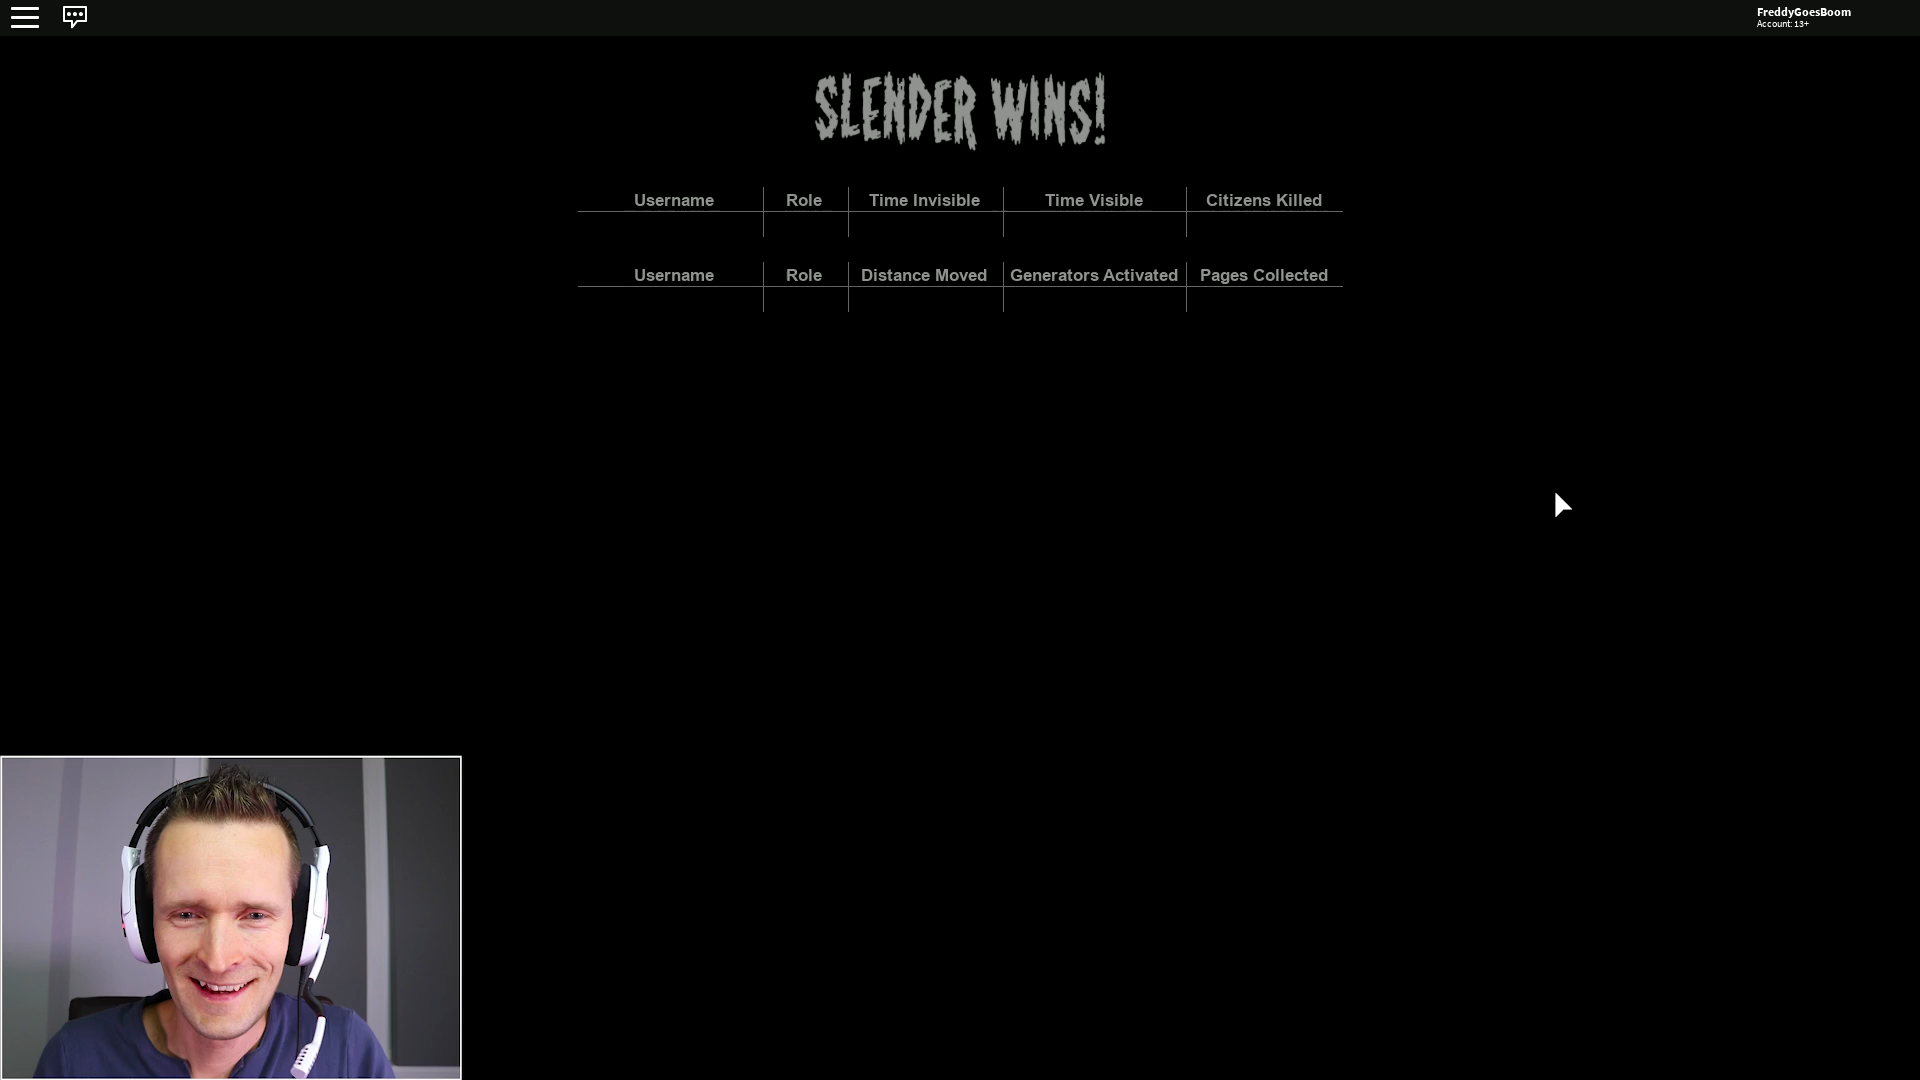 FreddyGoesBoom
Account: 13+
SLENDER WINS!
Username Role Time Invisible Time Visible Citizens Killed
Username Role Distance Moved Generators Activated Pages Collected